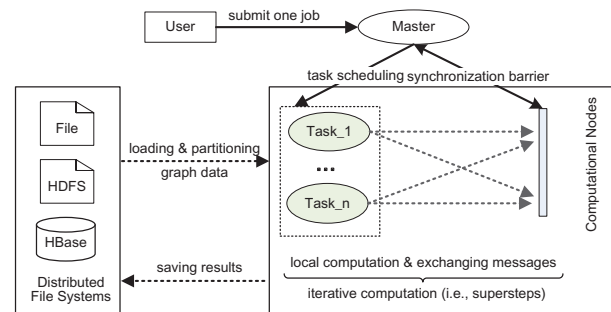 submit one job
User
Master
task scheduling synchronization barrier
File
HDFS
HBase
Distributed
File Systems
loading & partitioning
graph data
saving results
Task_1
...
Task_n
local computation & exchanging messages
iterative computation (i.e., supersteps)
Computational Nodes